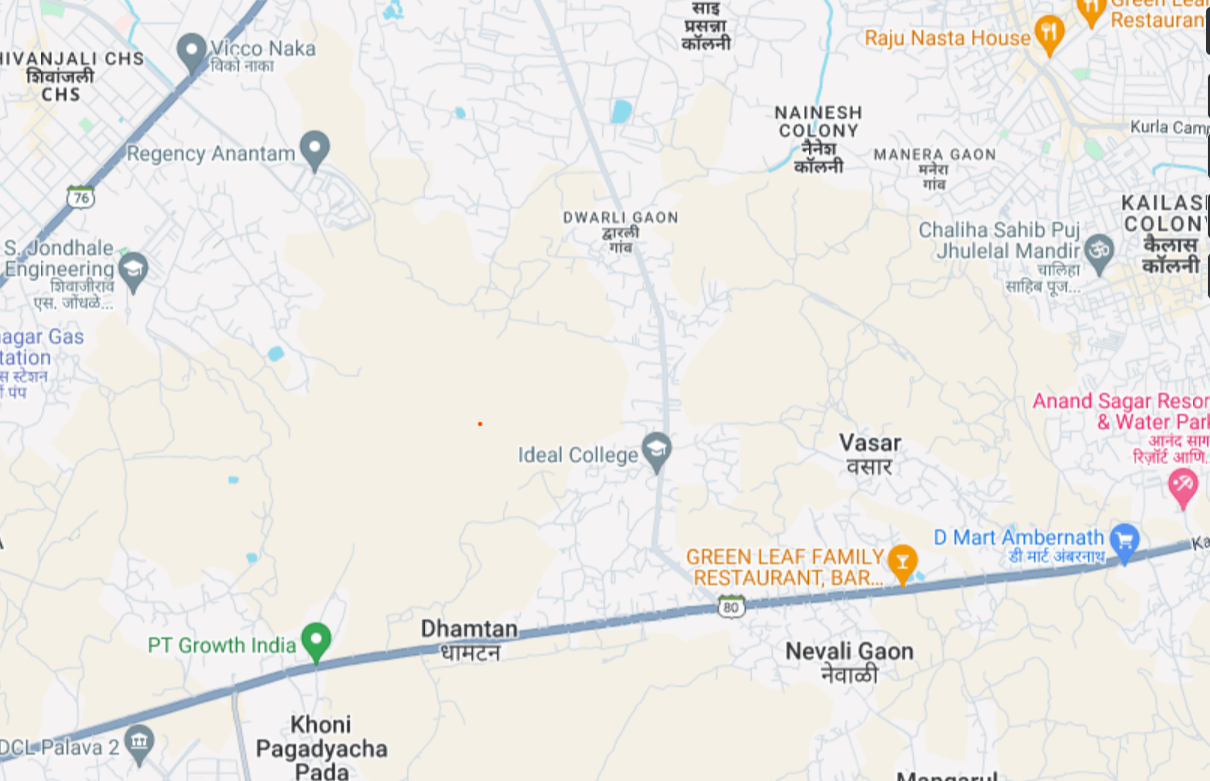 साइ
प्रसन्ना
कॉलनी
Green Leaf
Restaurant
Raju Nasta House
HIVANJALI CHS
शिवांजली
CHS
Vicco Naka
विको नाका
NAINESH
COLONY
नैनेश
कॉलनी
Kurla Camp
Regency Anantam
MANERA GAON
मनेरा
गांव
76
KAILASH
COLONY
कैलास
कॉलनी
DWARLI GAON
द्वारली
गांव
Chaliha Sahib Puj
Jhulelal Mandir
चालिहा
साहिब पूज...
S. Jondhale
Engineering
शिवाजीराव
एस. जोंधळे...
agar Gas
tation
स स्टेशन
पंप
Anand Sagar Resor
& Water Park
आनंद साग
रिज़ॉर्ट आणि..
Ideal College
Vasar
वसार
D Mart Ambernath
डी मार्ट अंबरनाथ
Ka
GREEN LEAF FAMILY
RESTAURANT, BAR...
80
Dhamtan
धामटन
PT Growth India
Nevali Gaon
नेवाळी
Khoni
Pagadyacha
Pada
DCL Palava 2
Mangarul